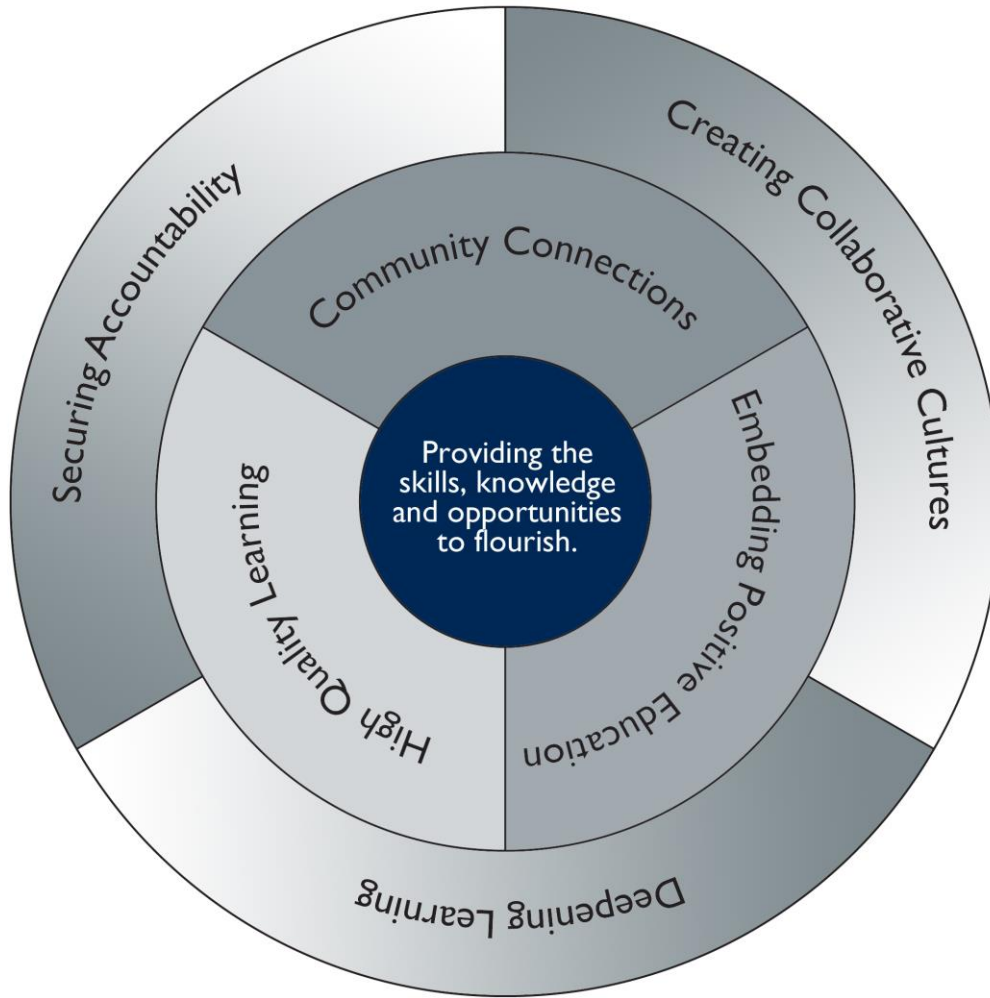 Securing Accountability
Creating Collaborative Cultures
Deepening Learning
Community Connections
Embedding Positive Education
High Quality Learning
Providing the
skills, knowledge
and opportunities
to flourish.